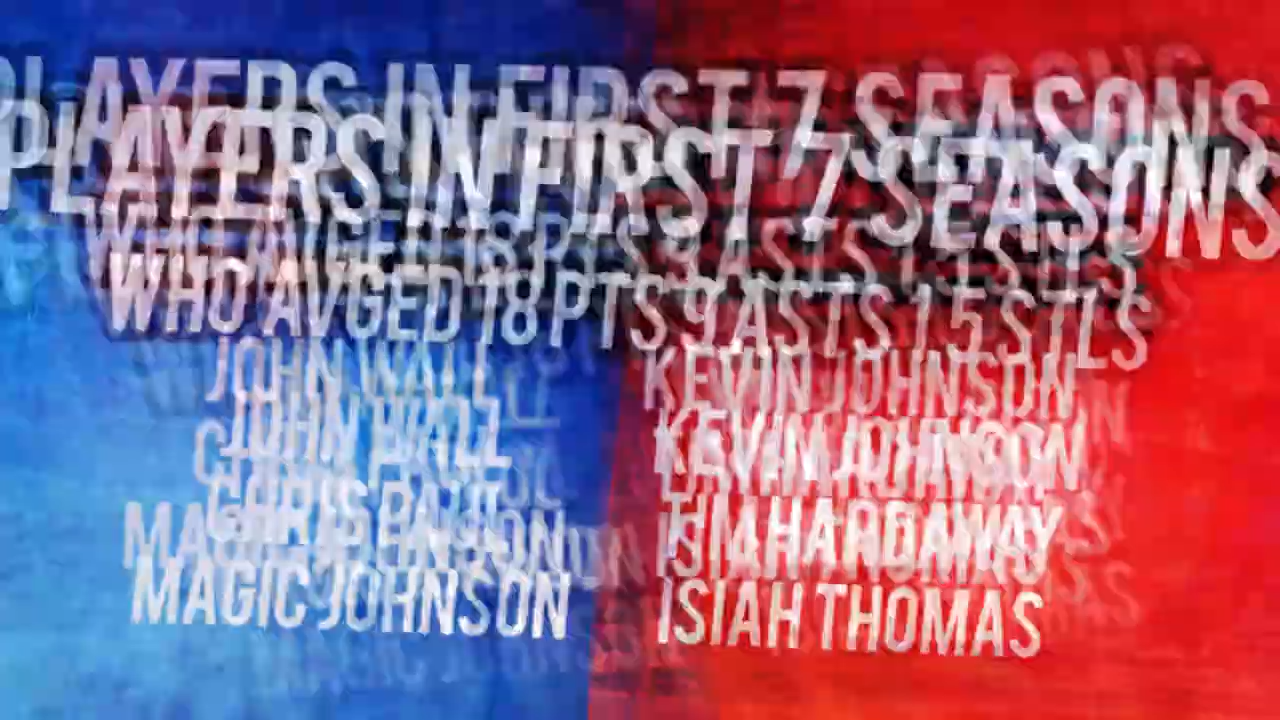 PLAYERS IN FIRST 7 SEASONS
WHO AVGED 18 PTS 9 ASTS 1.5 STLS
JOHN WALL KEVIN JOHNSON
CHRIS PAUL TIM HARDAWAY
MAGIC JOHNSON ISIAH THOMAS